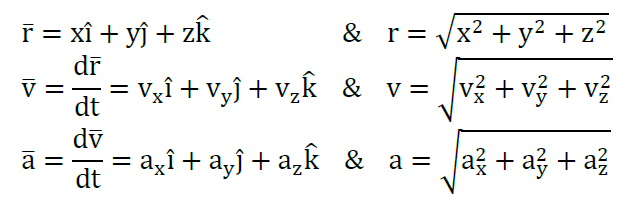 r̄ = xî + yĵ + zk̂ & r = √(x² + y² + z²)
v̄ = dr̄/dt = vₓî + v_yĵ + v_zk̂ & v = √(vₓ² + v_y² + v_z²)
ā = dv̄/dt = aₓî + a_yĵ + a_zk̂ & a = √(aₓ² + a_y² + a_z²)